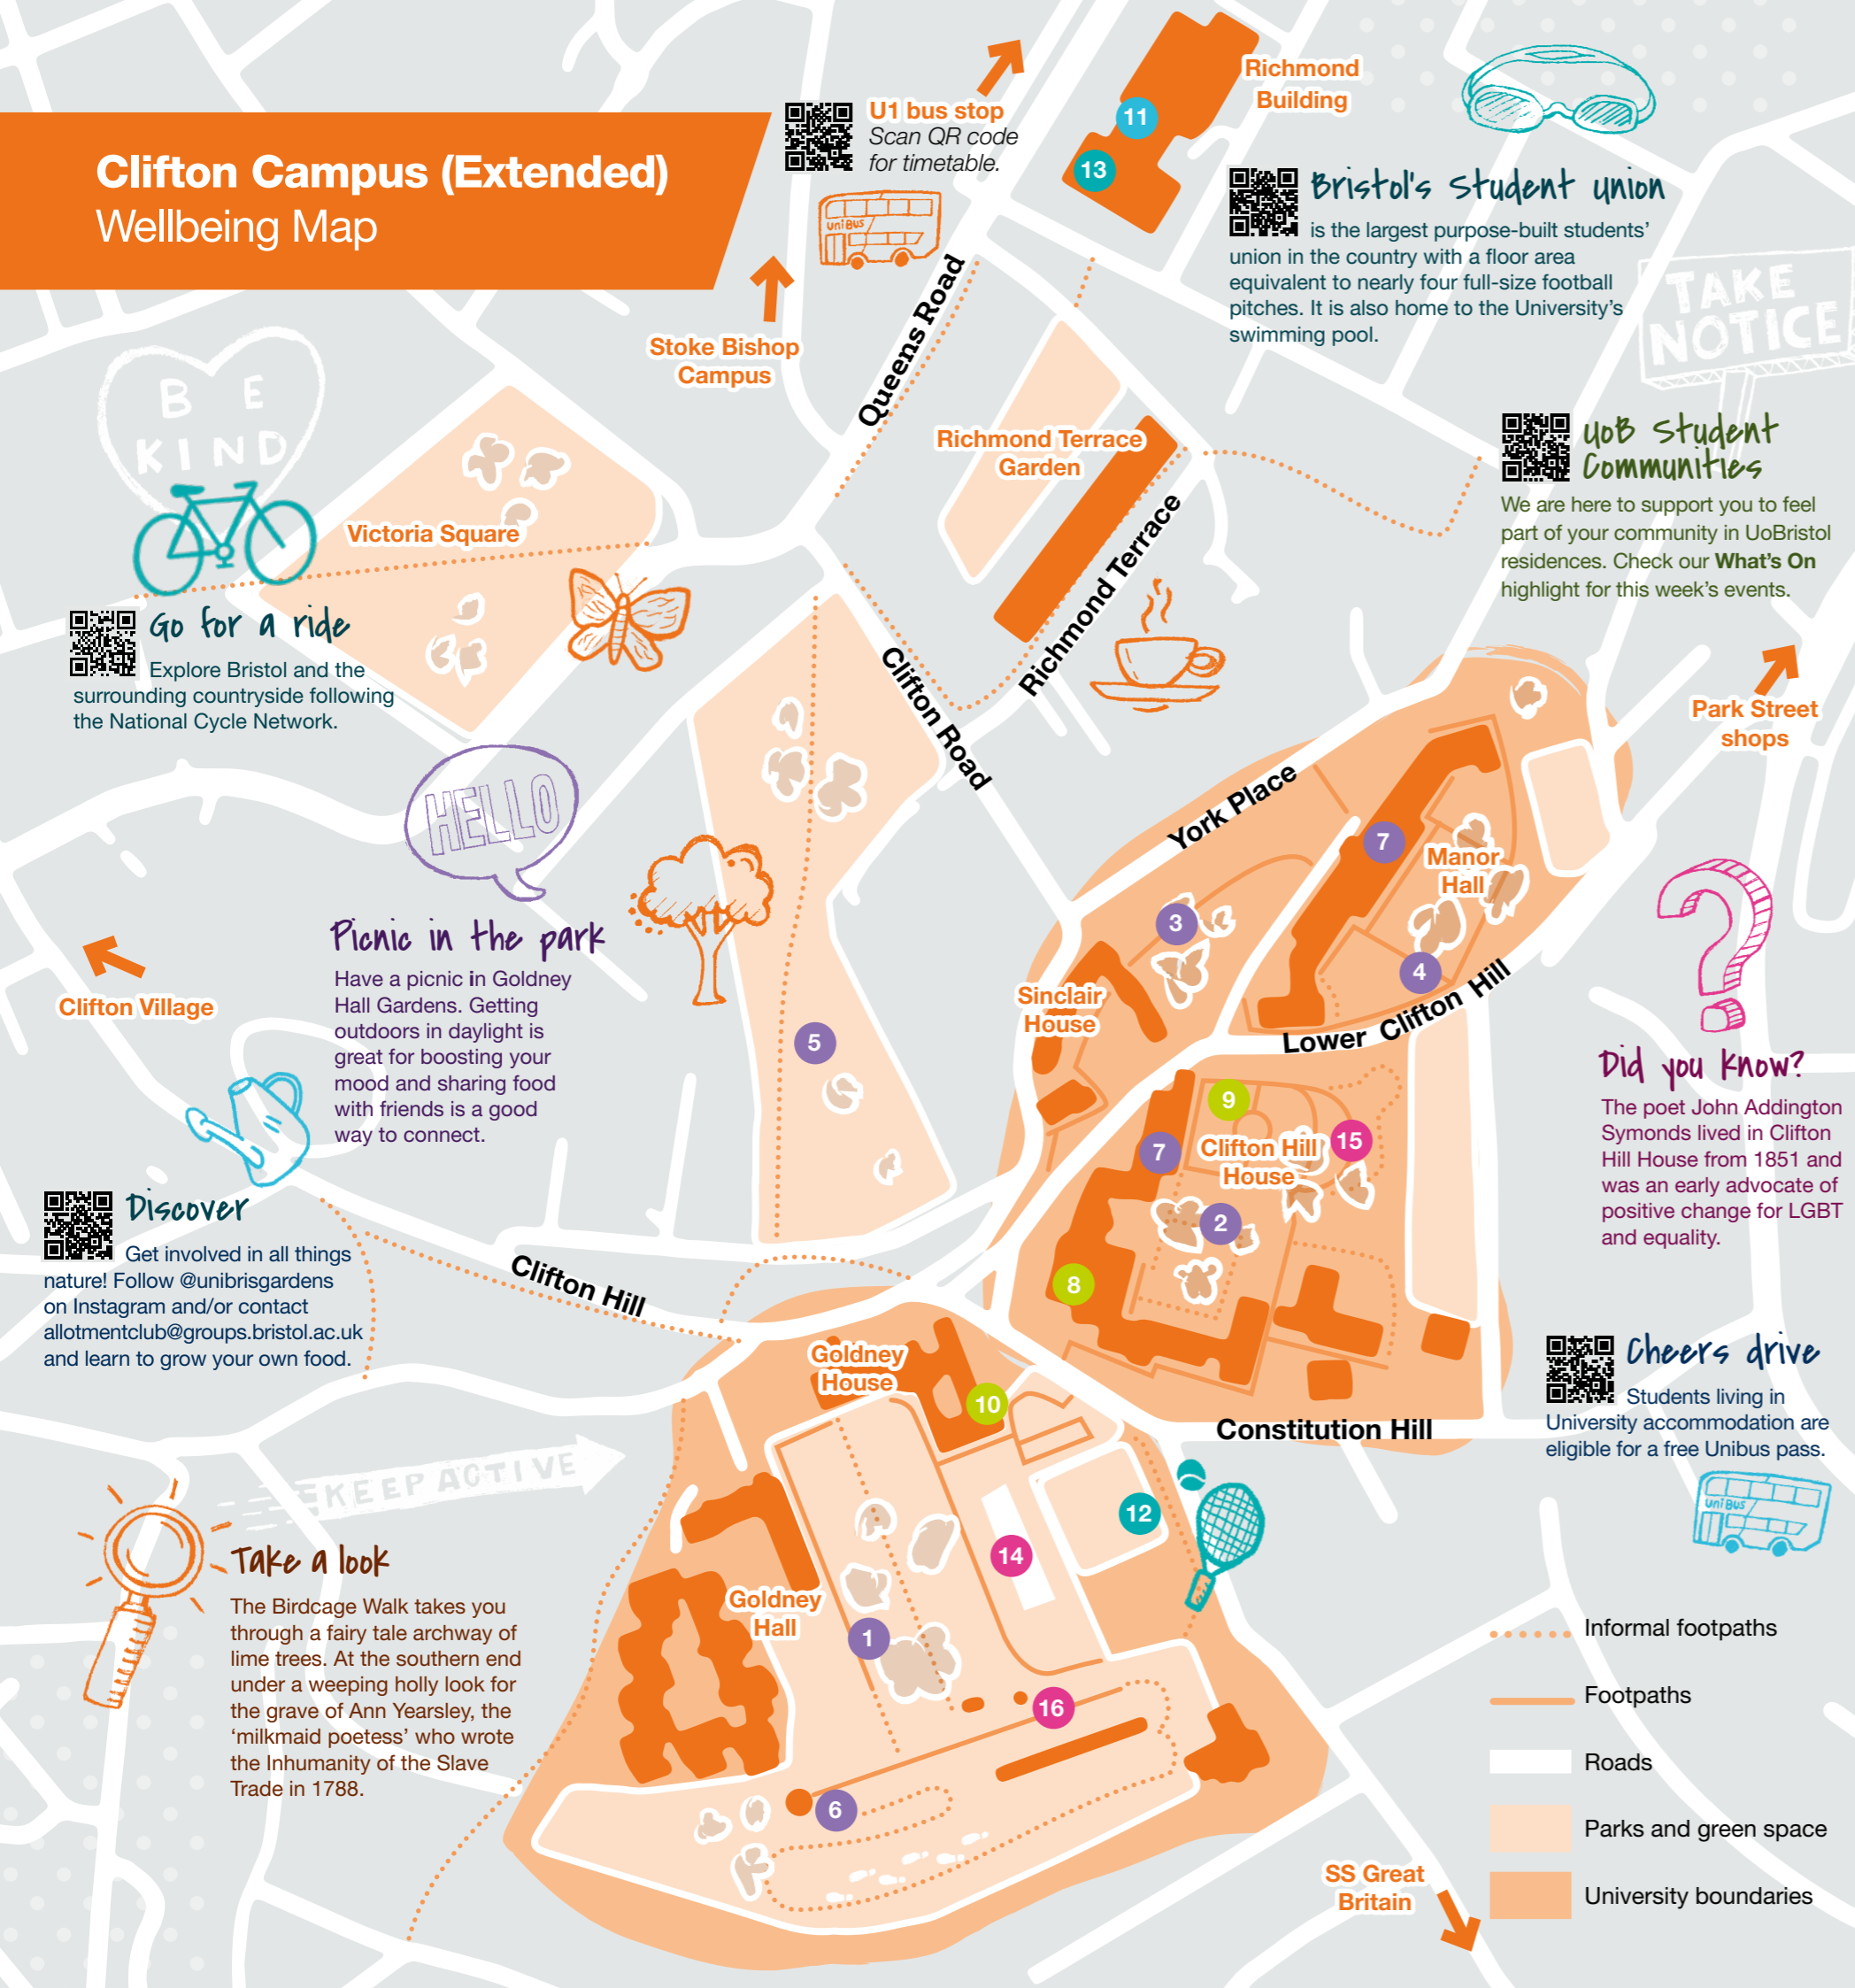 Clifton Campus (Extended)
Wellbeing Map
U1 bus stop
Scan QR code
for timetable.
UniBUS
Richmond
Building
11
13
Bristol's Student Union
is the largest purpose-built students'
union in the country with a floor area
equivalent to nearly four full-size football
pitches. It is also home to the University's
swimming pool.
TAKE
NOTICE
Stoke Bishop
Campus
Queens Road
BE
KIND
Richmond Terrace
Garden
Richmond Terrace
UoB Student
Communities
We are here to support you to feel
part of your community in UoBristol
residences. Check our What's On
highlight for this week's events.
Victoria Square
Go for a ride
Explore Bristol and the
surrounding countryside following
the National Cycle Network.
Clifton Road
Park Street
shops
HELLO
York Place
7
Manor
Hall
3
4
Picnic in the park
Have a picnic in Goldney
Hall Gardens. Getting
outdoors in daylight is
great for boosting your
mood and sharing food
with friends is a good
way to connect.
Clifton Village
5
Sinclair
House
Lower Clifton Hill
Did you know?
The poet John Addington
Symonds lived in Clifton
Hill House from 1851 and
was an early advocate of
positive change for LGBT
and equality.
9
7
Clifton Hill
House
15
2
8
Discover
Get involved in all things
nature! Follow @unibrisgardens
on Instagram and/or contact
allotmentclub@groups.bristol.ac.uk
and learn to grow your own food.
Clifton Hill
Goldney
House
10
Constitution Hill
Cheers drive
Students living in
University accommodation are
eligible for a free Unibus pass.
UniBUS
KEEP ACTIVE
12
14
Take a look
The Birdcage Walk takes you
through a fairy tale archway of
lime trees. At the southern end
under a weeping holly look for
the grave of Ann Yearsley, the
‘milkmaid poetess’ who wrote
the Inhumanity of the Slave
Trade in 1788.
Goldney
Hall
1
16
6
SS Great
Britain
Informal footpaths
Footpaths
Roads
Parks and green space
University boundaries